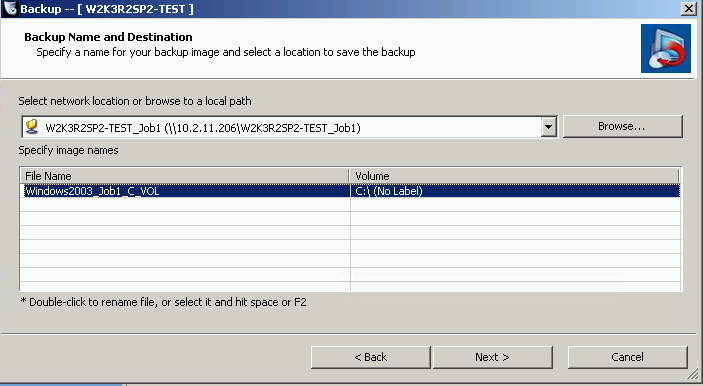 Backup -- [ W2K3R2SP2-TEST ]
Backup Name and Destination
Specify a name for your backup image and select a location to save the backup
Select network location or browse to a local path
W2K3R2SP2-TEST_Job1 (\\10.2.11.206\W2K3R2SP2-TEST_Job1)
Browse...
Specify image names
File Name Volume
Windows2003_Job1_C_VOL C:\ (No Label)
* Double-click to rename file, or select it and hit space or F2
< Back Next > Cancel